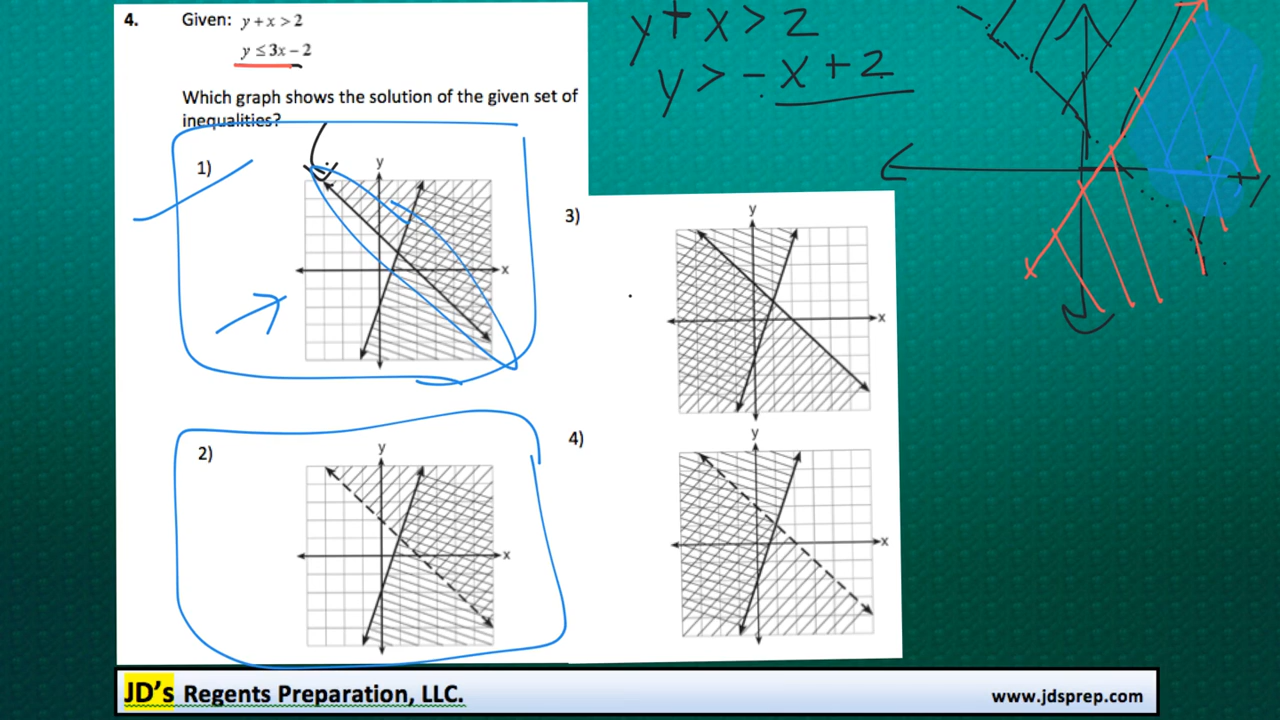 4. Given: y + x > 2
y ≤ 3x − 2
Which graph shows the solution of the given set of
inequalities?
1)
y
x
2)
y
x
3)
y
x
4)
y
x
y + x > 2
y > - x + 2
JD's Regents Preparation, LLC.
www.jdsprep.com